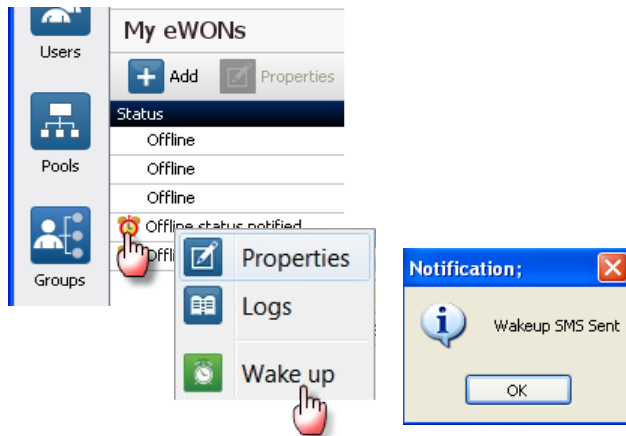 Users
Pools
Groups
My eWONs
Add
Properties
Status
Offline
Offline
Offline
Offline status notified
Offli
Properties
Logs
Wake up
Notification;
Wakeup SMS Sent
OK